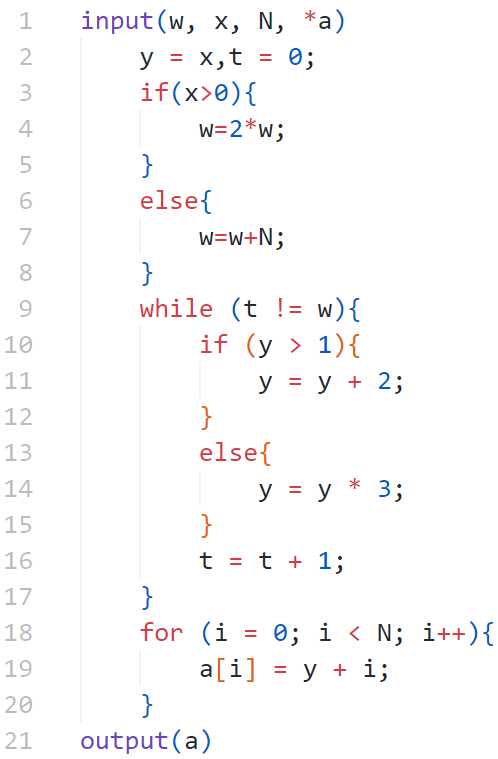 1 input(w, x, N, *a)
2 y = x,t = 0;
3 if(x>0){
4 w=2*w;
5 }
6 else{
7 w=w+N;
8 }
9 while (t != w){
10 if (y > 1){
11 y = y + 2;
12 }
13 else{
14 y = y * 3;
15 }
16 t = t + 1;
17 }
18 for (i = 0; i < N; i++){
19 a[i] = y + i;
20 }
21 output(a)